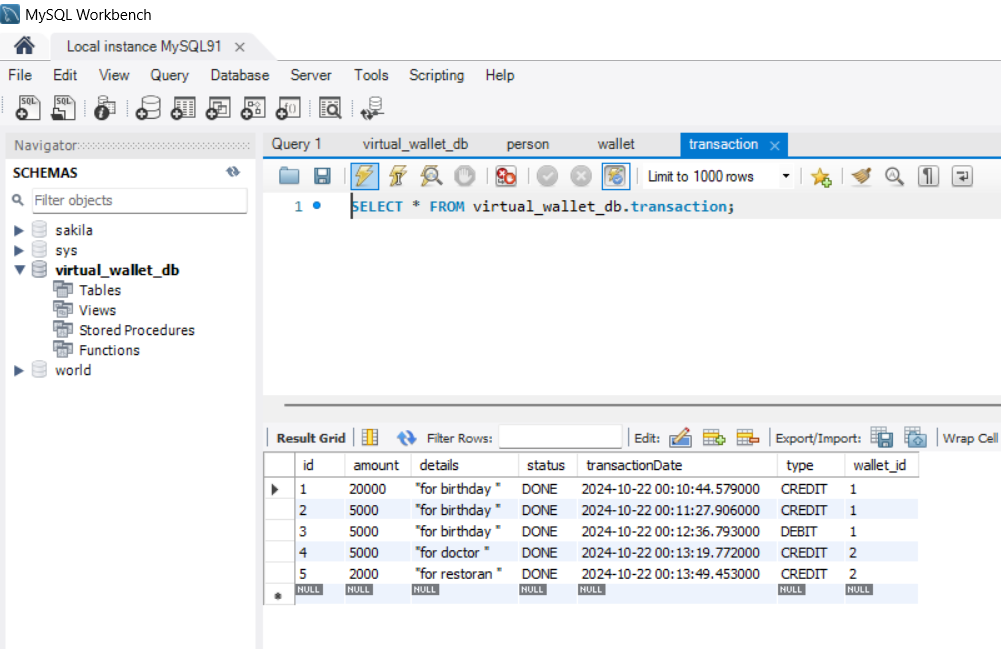 MySQL Workbench
Local instance MySQL91
File Edit View Query Database Server Tools Scripting Help
Navigator
SCHEMAS
Filter objects
sakila
sys
virtual_wallet_db
Tables
Views
Stored Procedures
Functions
world
Query 1 virtual_wallet_db person wallet transaction
Limit to 1000 rows
1 SELECT * FROM virtual_wallet_db.transaction;
Result Grid Filter Rows: Edit: Export/Import: Wrap Cell
id amount details status transactionDate type wallet_id
1 20000 "for birthday " DONE 2024-10-22 00:10:44.579000 CREDIT 1
2 5000 "for birthday " DONE 2024-10-22 00:11:27.906000 CREDIT 1
3 5000 "for birthday " DONE 2024-10-22 00:12:36.793000 DEBIT 1
4 5000 "for doctor " DONE 2024-10-22 00:13:19.772000 CREDIT 2
5 2000 "for restoran " DONE 2024-10-22 00:13:49.453000 CREDIT 2
NULL NULL NULL NULL NULL NULL NULL